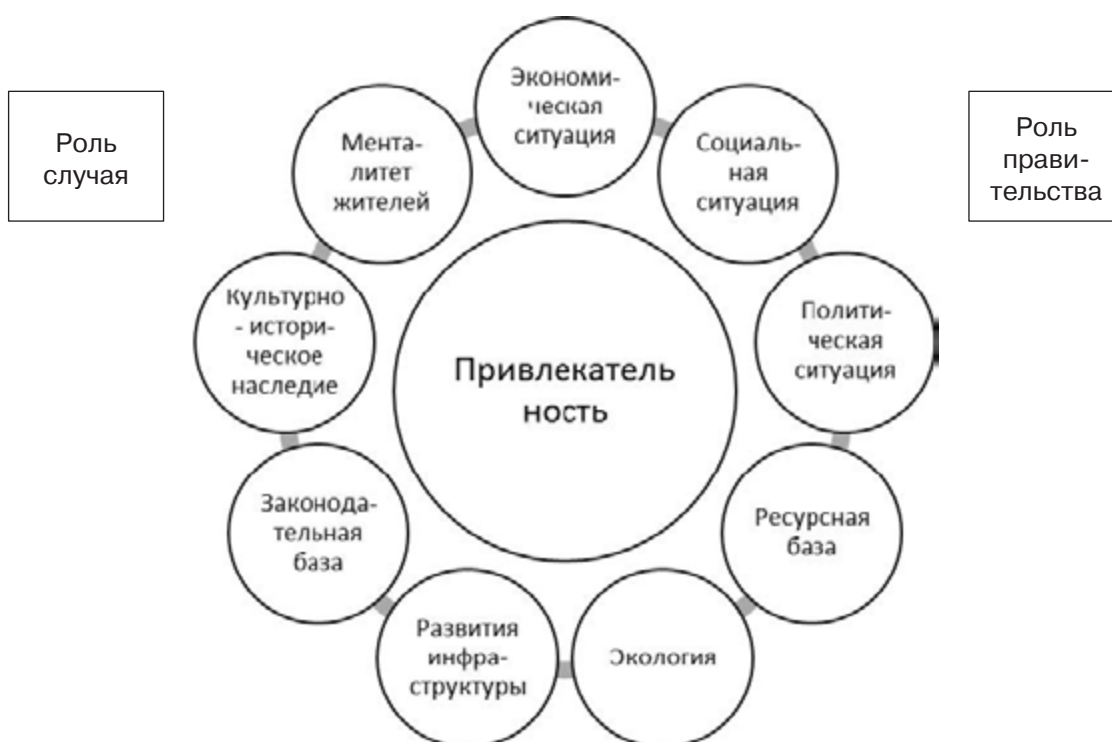 Роль
случая
Экономи-
ческая
ситуация
Роль
прави-
тельства
Мента-
литет
жителей
Социаль-
ная
ситуация
Культурно
- истори-
ческое
наследие
Полити-
ческая
ситуация
Привлекатель
ность
Законода-
тельная
база
Ресурсная
база
Развития
инфра-
структуры
Экология